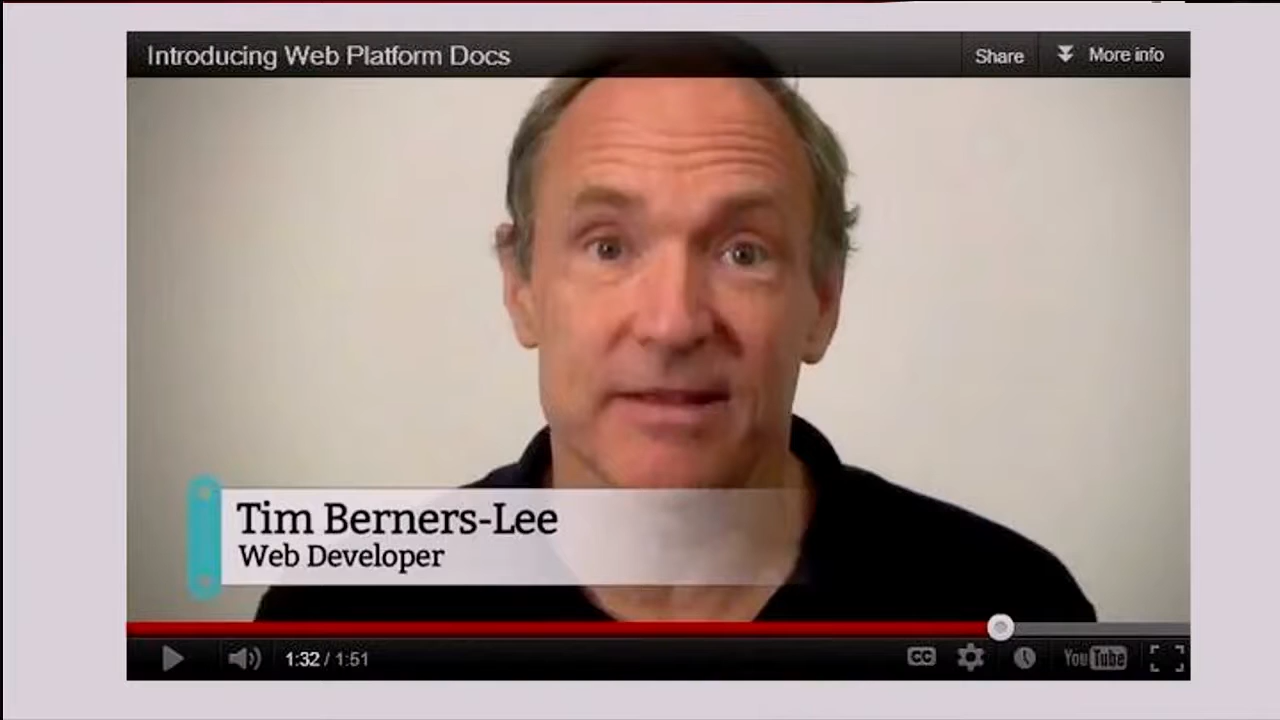 Introducing Web Platform Docs
Share
More info
Tim Berners-Lee
Web Developer
1:32 / 1:51
CC
YouTube